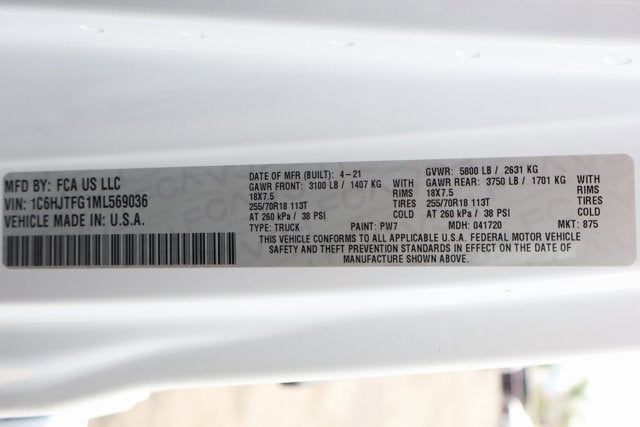 MFD BY: FCA US LLC
VIN: 1C6HJTFG1ML569036
VEHICLE MADE IN U.S.A.
DATE OF MFR (BUILT): 4-21 GVWR: 5800 LB / 2631 KG
GAWR FRONT: 3100 LB / 1407 KG WITH GAWR REAR: 3750 LB / 1701 KG WITH
18X7.5 RIMS 18X7.5 RIMS
255/70R18 113T TIRES 255/70R18 113T TIRES
AT 260 kPa / 38 PSI COLD AT 260 kPa / 38 PSI COLD
TYPE: TRUCK PAINT: PW7 MDH: 041720 MKT: 875
THIS VEHICLE CONFORMS TO ALL APPLICABLE U.S.A. FEDERAL MOTOR VEHICLE
SAFETY AND THEFT PREVENTION STANDARDS IN EFFECT ON THE DATE OF
MANUFACTURE SHOWN ABOVE.